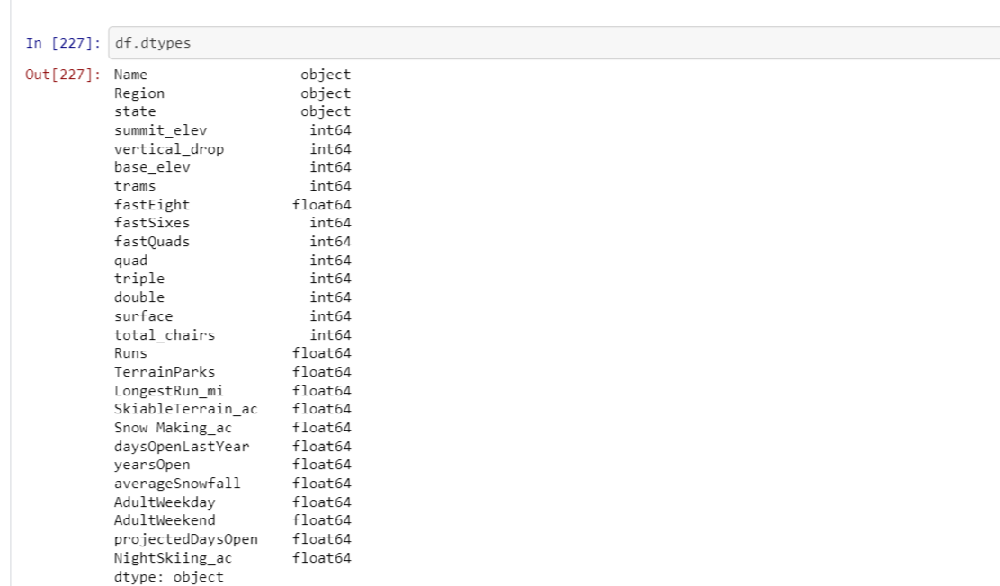 In [227]: df.dtypes
Out[227]: Name object
Region object
state object
summit_elev int64
vertical_drop int64
base_elev int64
trams int64
fastEight float64
fastSixes int64
fastQuads int64
quad int64
triple int64
double int64
surface int64
total_chairs int64
Runs float64
TerrainParks float64
LongestRun_mi float64
SkiableTerrain_ac float64
Snow Making_ac float64
daysOpenLastYear float64
yearsOpen float64
averageSnowfall float64
AdultWeekday float64
AdultWeekend float64
projectedDaysOpen float64
NightSkiing_ac float64
dtype: object